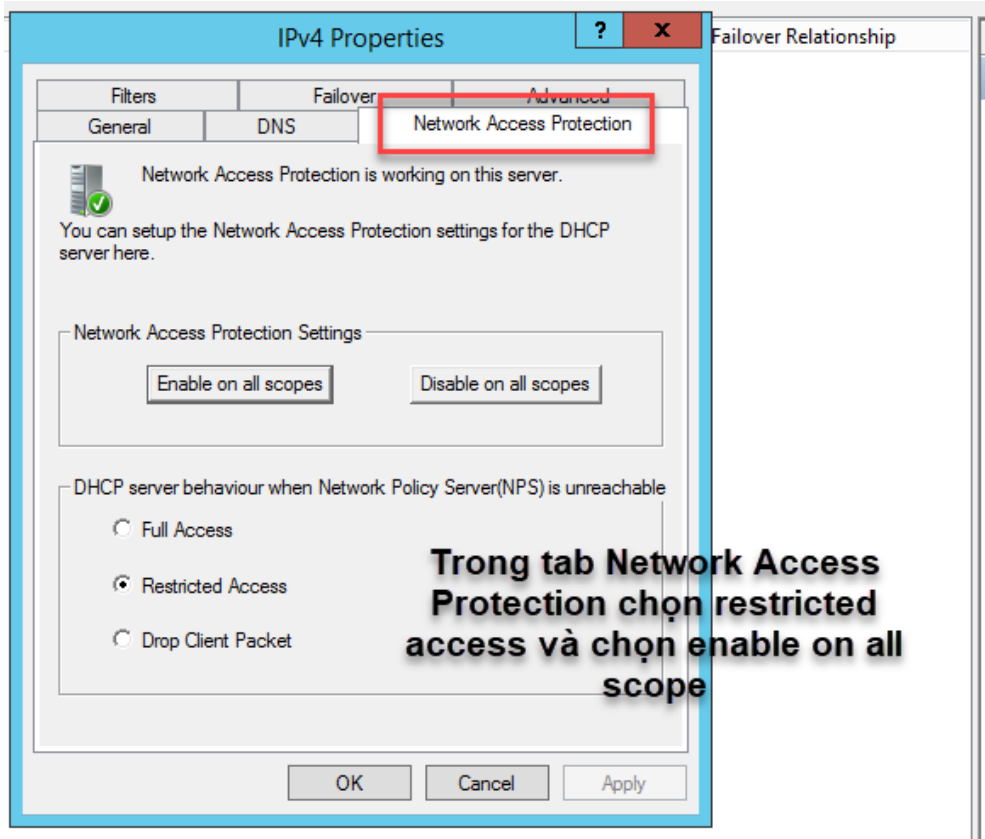 IPv4 Properties
?
x
Failover Relationship
Filters
Failover
Advanced
General
DNS
Network Access Protection
Network Access Protection is working on this server.
You can setup the Network Access Protection settings for the DHCP
server here.
Network Access Protection Settings
Enable on all scopes
Disable on all scopes
DHCP server behaviour when Network Policy Server(NPS) is unreachable
Full Access
Restricted Access
Drop Client Packet
Trong tab Network Access
Protection chọn restricted
access và chọn enable on all
scope
OK
Cancel
Apply